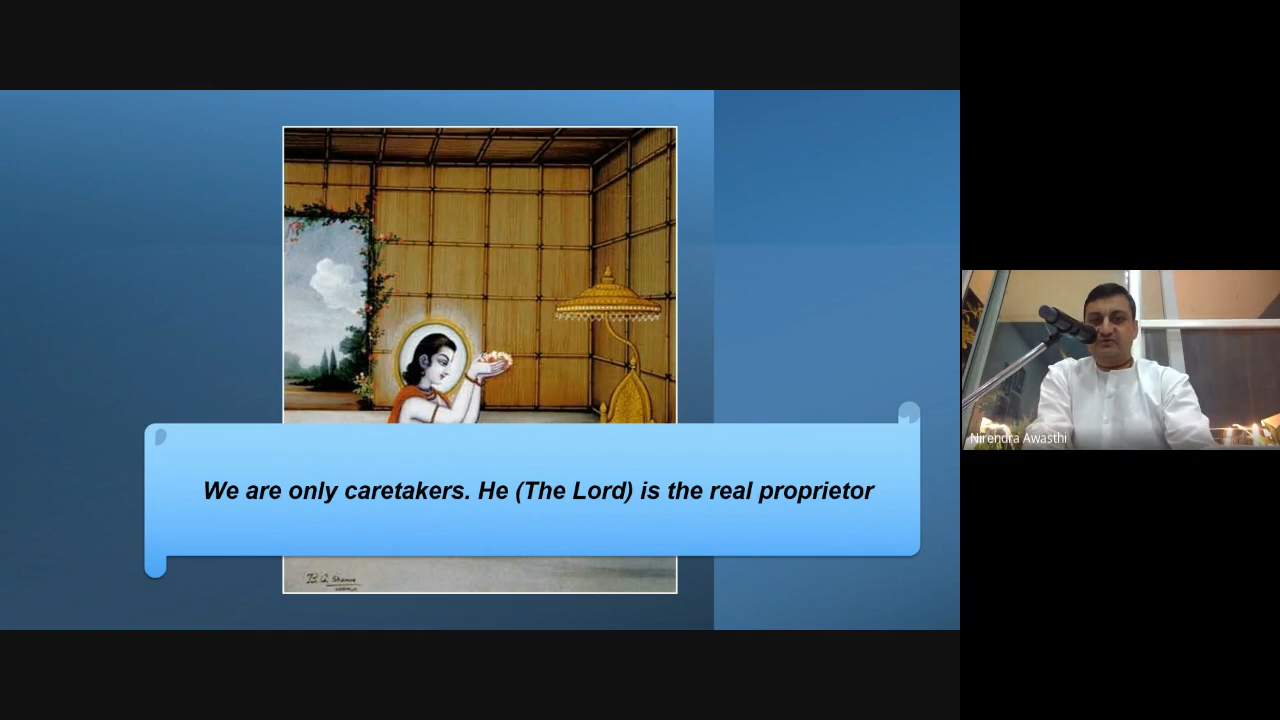 We are only caretakers. He (The Lord) is the real proprietor
Nirendra Awasthi